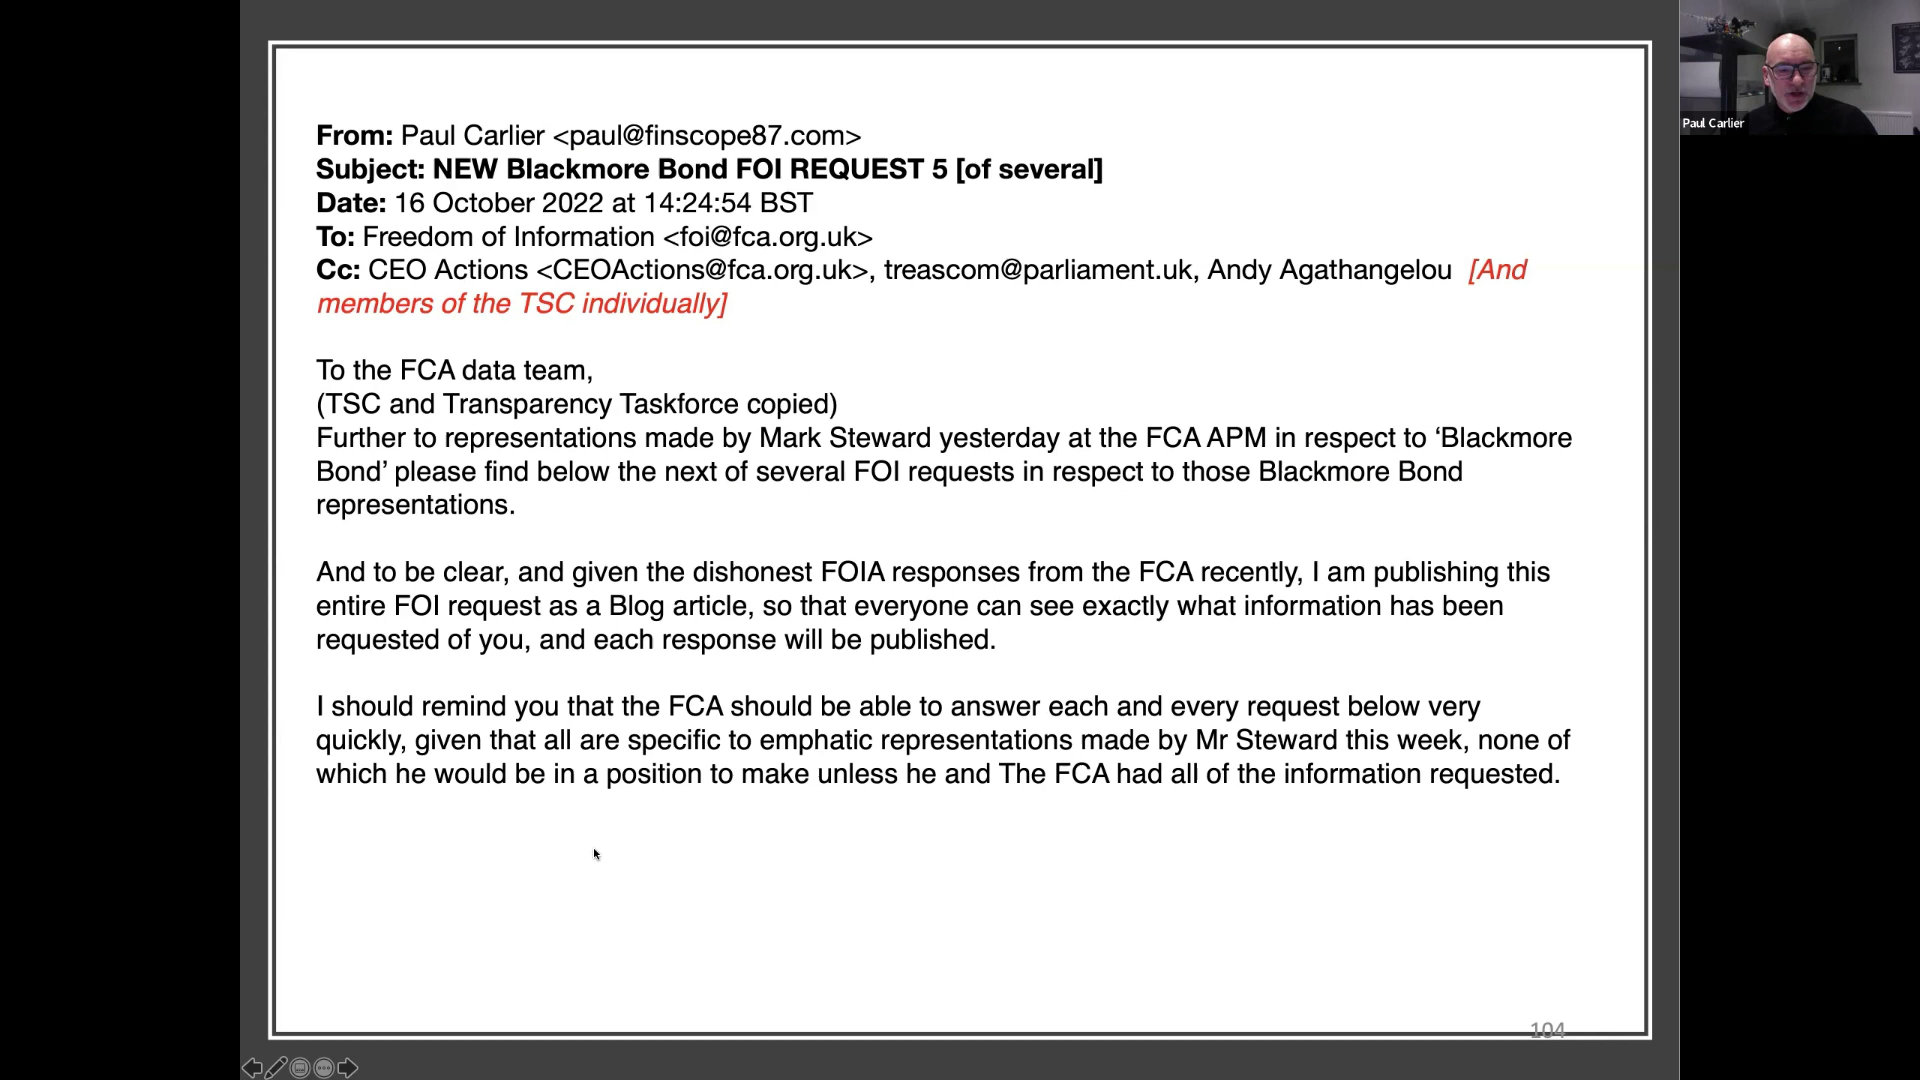 From: Paul Carlier <paul@finscope87.com>
Subject: NEW Blackmore Bond FOI REQUEST 5 [of several]
Date: 16 October 2022 at 14:24:54 BST
To: Freedom of Information <foi@fca.org.uk>
Cc: CEO Actions <CEOActions@fca.org.uk>, treascom@parliament.uk, Andy Agathangelou [And
members of the TSC individually]
To the FCA data team,
(TSC and Transparency Taskforce copied)
Further to representations made by Mark Steward yesterday at the FCA APM in respect to ‘Blackmore
Bond’ please find below the next of several FOI requests in respect to those Blackmore Bond
representations.
And to be clear, and given the dishonest FOIA responses from the FCA recently, I am publishing this
entire FOI request as a Blog article, so that everyone can see exactly what information has been
requested of you, and each response will be published.
I should remind you that the FCA should be able to answer each and every request below very
quickly, given that all are specific to emphatic representations made by Mr Steward this week, none of
which he would be in a position to make unless he and The FCA had all of the information requested.
104
Paul Carlier